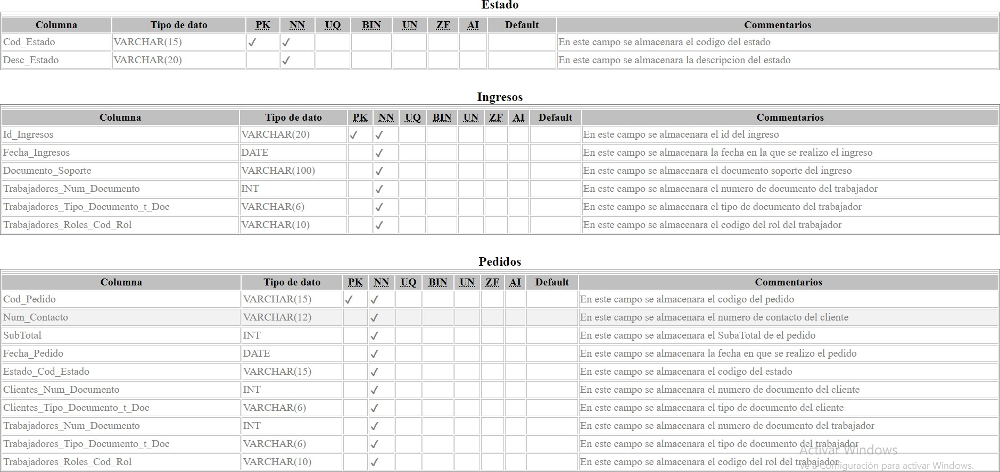 Estado
Columna Tipo de dato PK NN UQ BIN UN ZF AI Default Commentarios
Cod_Estado VARCHAR(15) ✓ ✓ En este campo se almacenara el codigo del estado
Desc_Estado VARCHAR(20) ✓ En este campo se almacenara la descripcion del estado
Ingresos
Columna Tipo de dato PK NN UQ BIN UN ZF AI Default Commentarios
Id_Ingresos VARCHAR(20) ✓ ✓ En este campo se almacenara el id del ingreso
Fecha_Ingresos DATE ✓ En este campo se almacenara la fecha en la que se realizo el ingreso
Documento_Soporte VARCHAR(100) ✓ En este campo se almacenara el documento soporte del ingreso
Trabajadores_Num_Documento INT ✓ En este campo se almacenara el numero de documento del trabajador
Trabajadores_Tipo_Documento_t_Doc VARCHAR(6) ✓ En este campo se almacenara el tipo de documento del trabajador
Trabajadores_Roles_Cod_Rol VARCHAR(10) ✓ En este campo se almacenara el codigo del rol del trabajador
Pedidos
Columna Tipo de dato PK NN UQ BIN UN ZF AI Default Commentarios
Cod_Pedido VARCHAR(15) ✓ ✓ En este campo se almacenara el codigo del pedido
Num_Contacto VARCHAR(12) ✓ En este campo se almacenara el numero de contacto del cliente
SubTotal INT ✓ En este campo se almacenara el SubaTotal de el pedido
Fecha_Pedido DATE ✓ En este campo se almacenara la fecha en que se realizo el pedido
Estado_Cod_Estado VARCHAR(15) ✓ En este campo se almacenara el codigo del estado
Clientes_Num_Documento INT ✓ En este campo se almacenara el numero de documento del cliente
Clientes_Tipo_Documento_t_Doc VARCHAR(6) ✓ En este campo se almacenara el tipo de documento del cliente
Trabajadores_Num_Documento INT ✓ En este campo se almacenara el numero de documento del trabajador
Trabajadores_Tipo_Documento_t_Doc VARCHAR(6) ✓ En este campo se almacenara el tipo de documento del trabajador
Activar Windows
Trabajadores_Roles_Cod_Rol VARCHAR(10) ✓ En este campo se almacenara el codigo del rol del trabajador
Ve a Configuración para activar Windows.